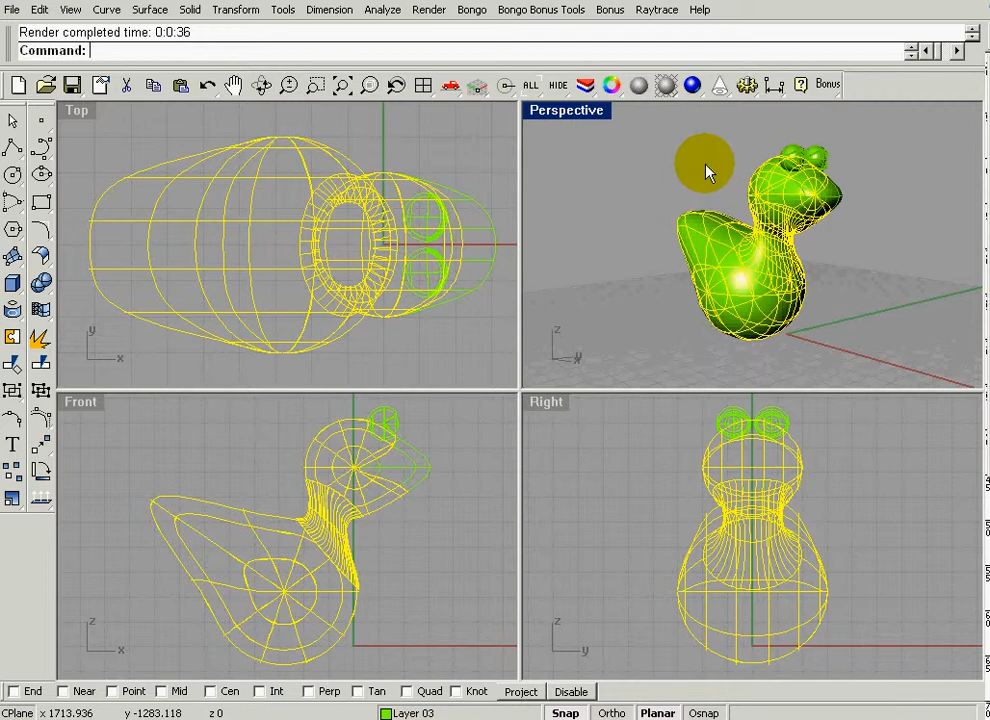 File Edit View Curve Surface Solid Transform Tools Dimension Analyze Render Bongo Bongo Bonus Tools Bonus Raytrace Help
Render completed time: 0:0:36
Command:
ALL HIDE Bonus
Top
Perspective
y
x
z
x
y
Front
Right
z
x
z
y
End Near Point Mid Cen Int Perp Tan Quad Knot Project Disable
CPlane x 1713.936 y -1283.118 z 0 Layer 03 Snap Ortho Planar Osnap